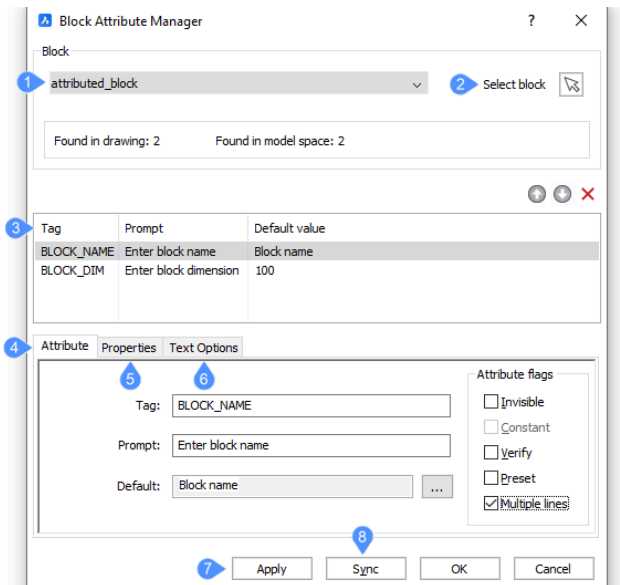 Block Attribute Manager ? ×
Block
1 attributed_block 2 Select block
Found in drawing: 2 Found in model space: 2
3 Tag Prompt Default value
BLOCK_NAME Enter block name Block name
BLOCK_DIM Enter block dimension 100
4 Attribute Properties Text Options
5 6 Attribute flags
Invisible
Tag: BLOCK_NAME
Constant
Prompt: Enter block name
Verify
Default: Block name ...
Preset
Multiple lines
8
7 Apply Sync OK Cancel